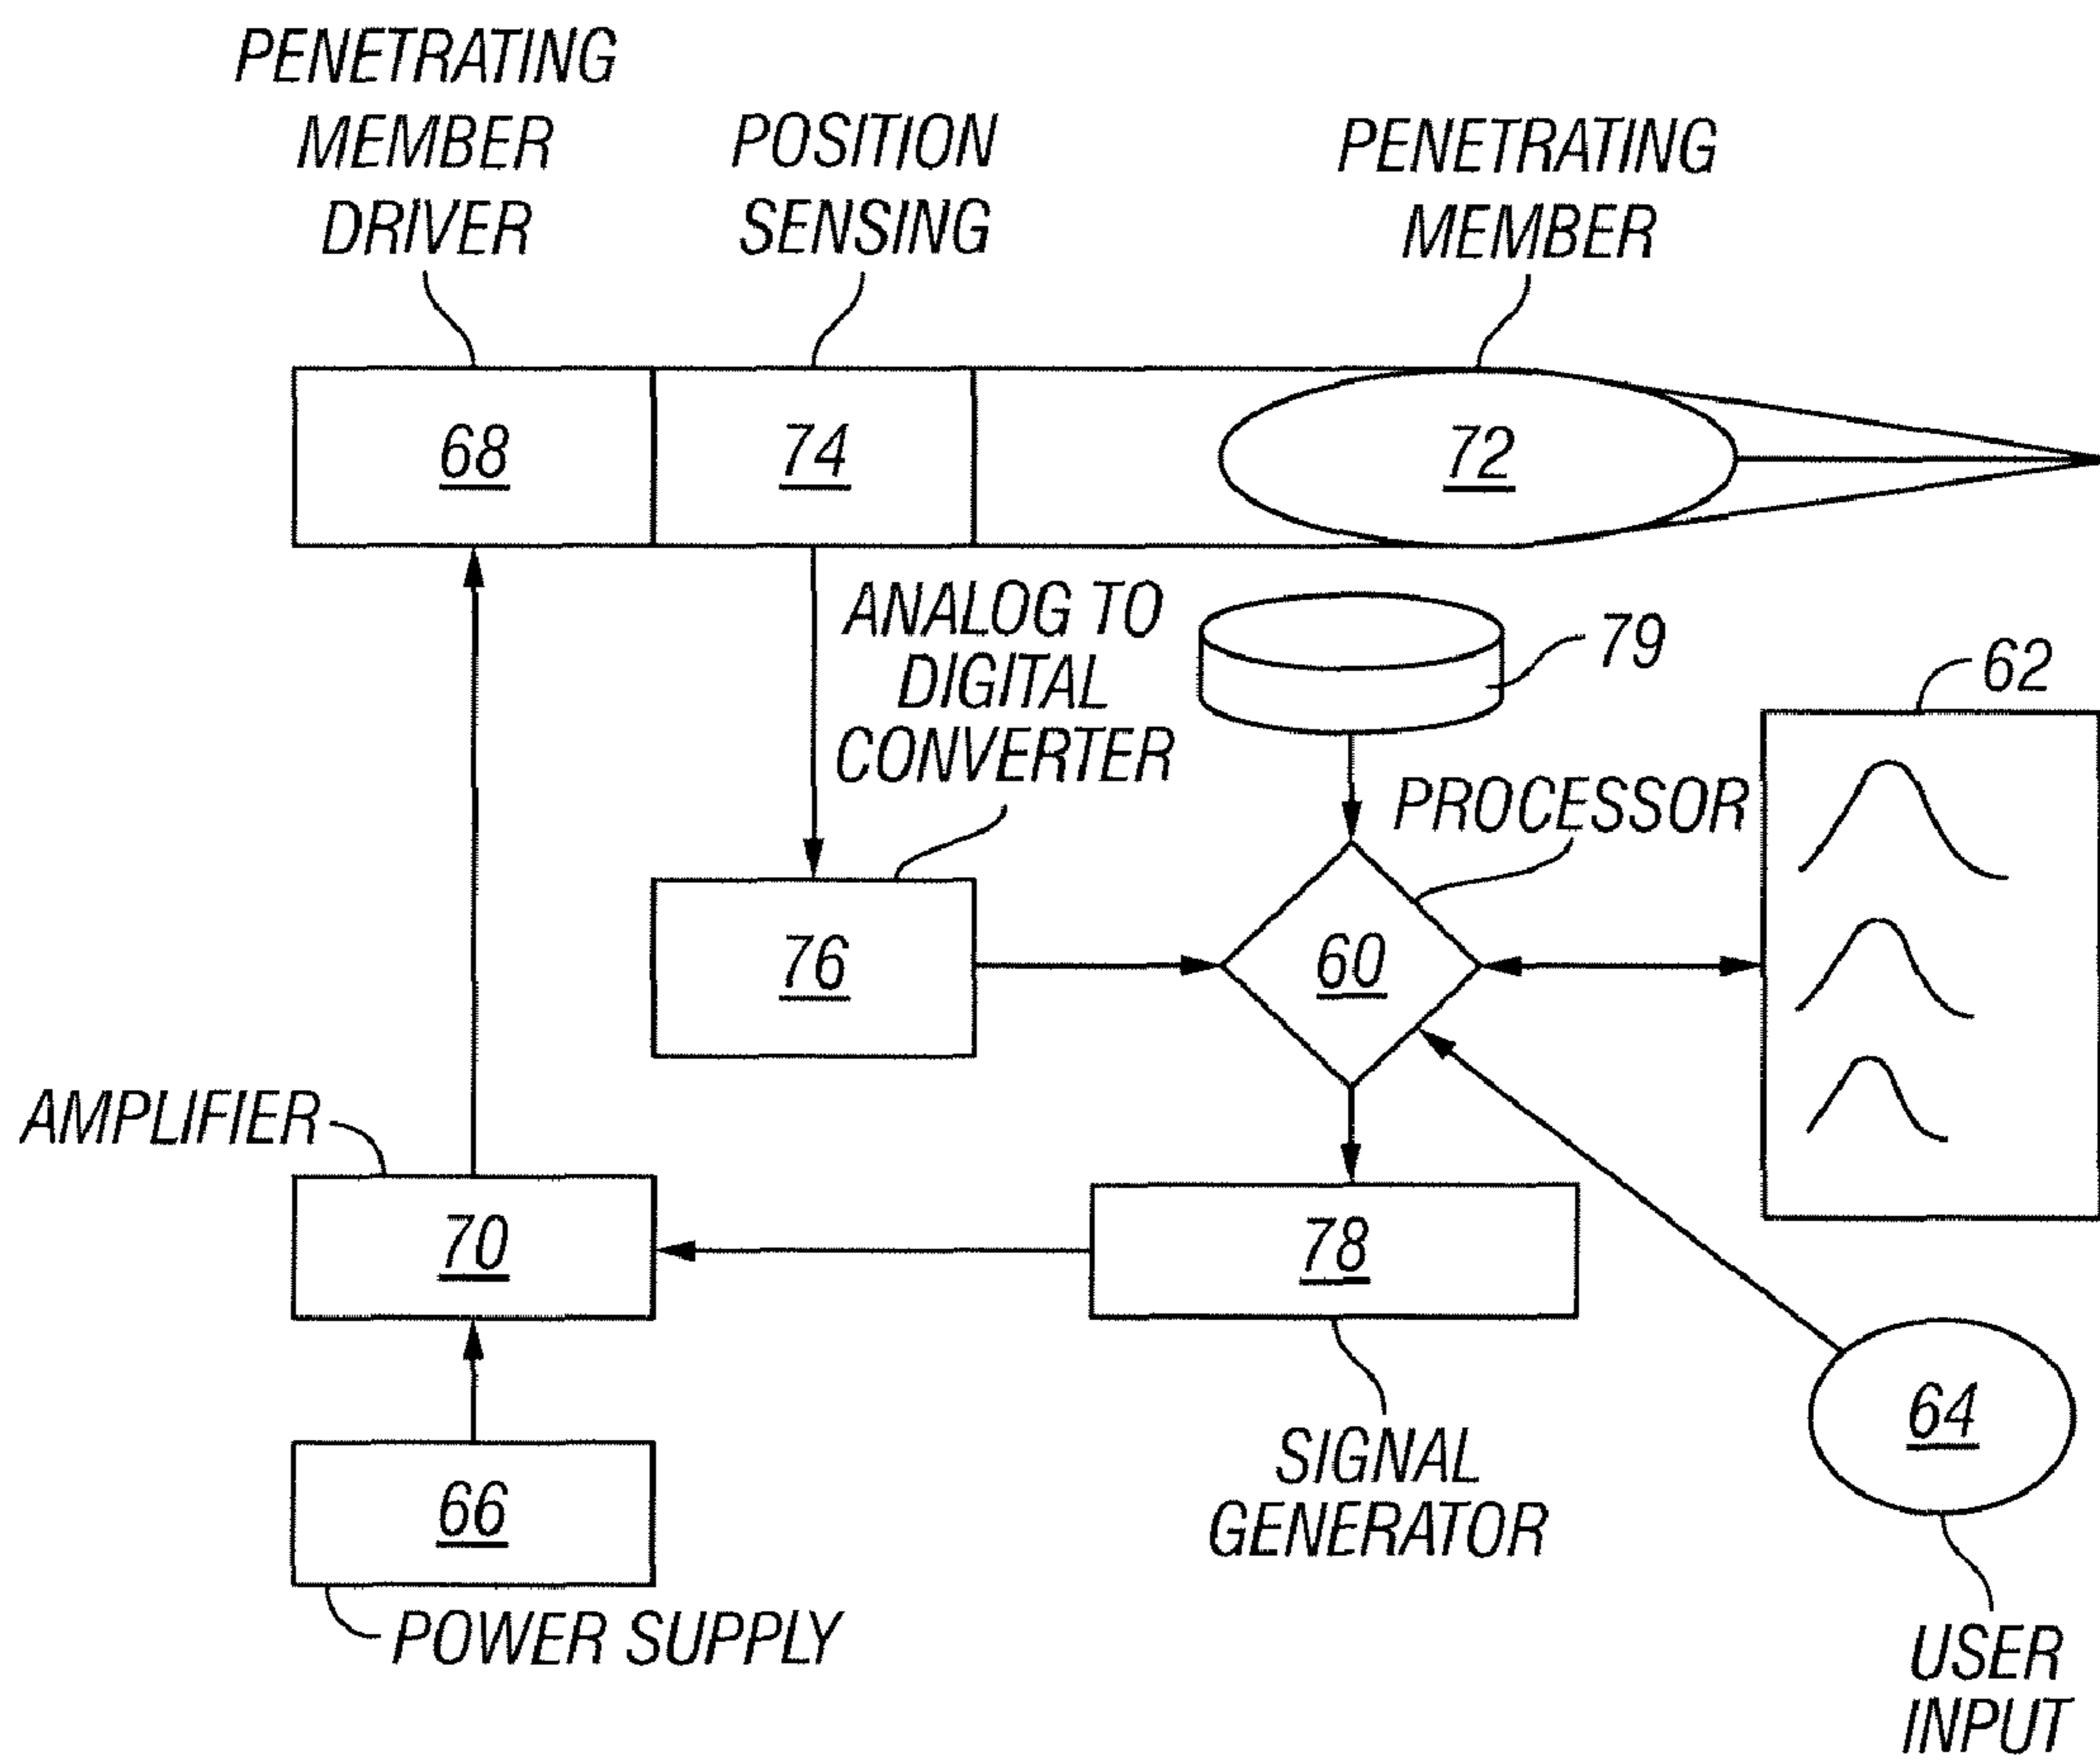 PENETRATING
MEMBER
DRIVER
POSITION
SENSING
PENETRATING
MEMBER
68
74
72
ANALOG TO
DIGITAL
CONVERTER
79
62
PROCESSOR
76
60
AMPLIFIER
70
78
64
66
SIGNAL
GENERATOR
POWER SUPPLY
USER
INPUT